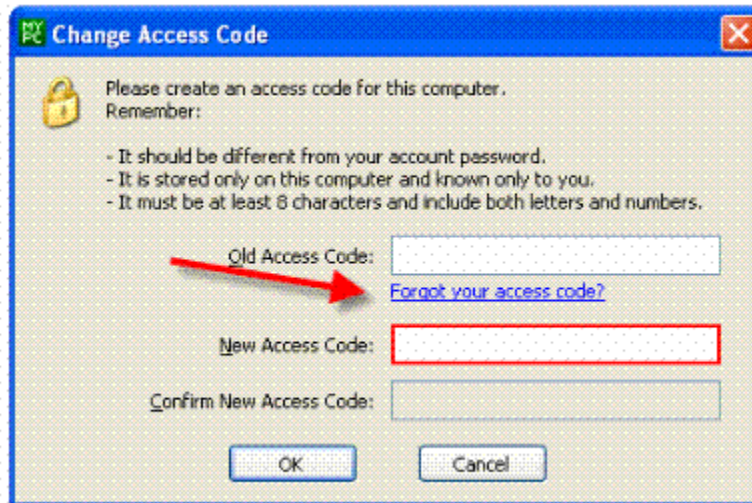 MY PC Change Access Code
Please create an access code for this computer.
Remember:
- It should be different from your account password.
- It is stored only on this computer and known only to you.
- It must be at least 8 characters and include both letters and numbers.
Old Access Code:
Forgot your access code?
New Access Code:
Confirm New Access Code:
OK Cancel